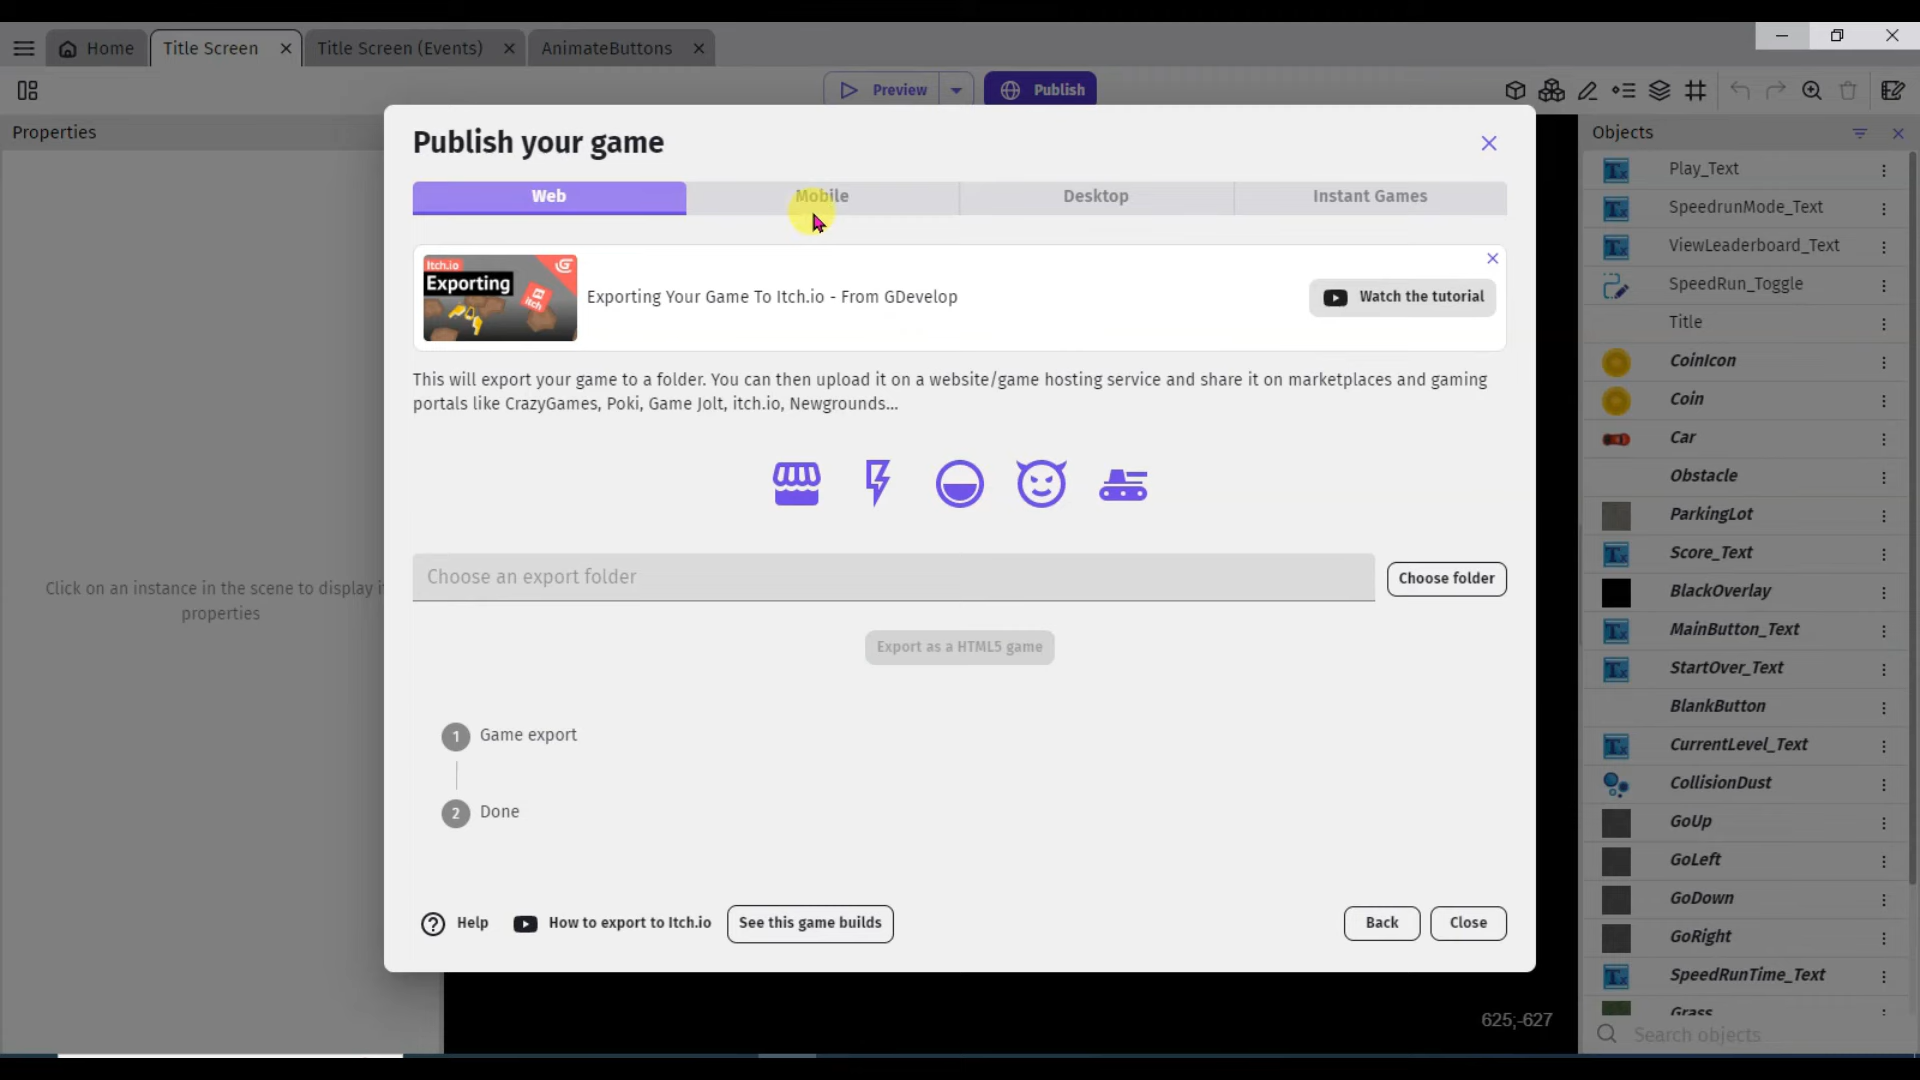 Home
Title Screen
Title Screen (Events)
AnimateButtons
Preview
Publish
Properties
Click on an instance in the scene to display i
properties
Publish your game
Web
Mobile
Desktop
Instant Games
Itch.io
Exporting
itch
Exporting Your Game To Itch.io - From GDevelop
Watch the tutorial
This will export your game to a folder. You can then upload it on a website/game hosting service and share it on marketplaces and gaming
portals like CrazyGames, Poki, Game Jolt, itch.io, Newgrounds...
Choose an export folder
Choose folder
Export as a HTML5 game
1 Game export
2 Done
Help
How to export to Itch.io
See this game builds
Back
Close
625;-627
Objects
Play_Text
SpeedrunMode_Text
ViewLeaderboard_Text
SpeedRun_Toggle
Title
CoinIcon
Coin
Car
Obstacle
ParkingLot
Score_Text
BlackOverlay
MainButton_Text
StartOver_Text
BlankButton
CurrentLevel_Text
CollisionDust
GoUp
GoLeft
GoDown
GoRight
SpeedRunTime_Text
Grass
Search objects